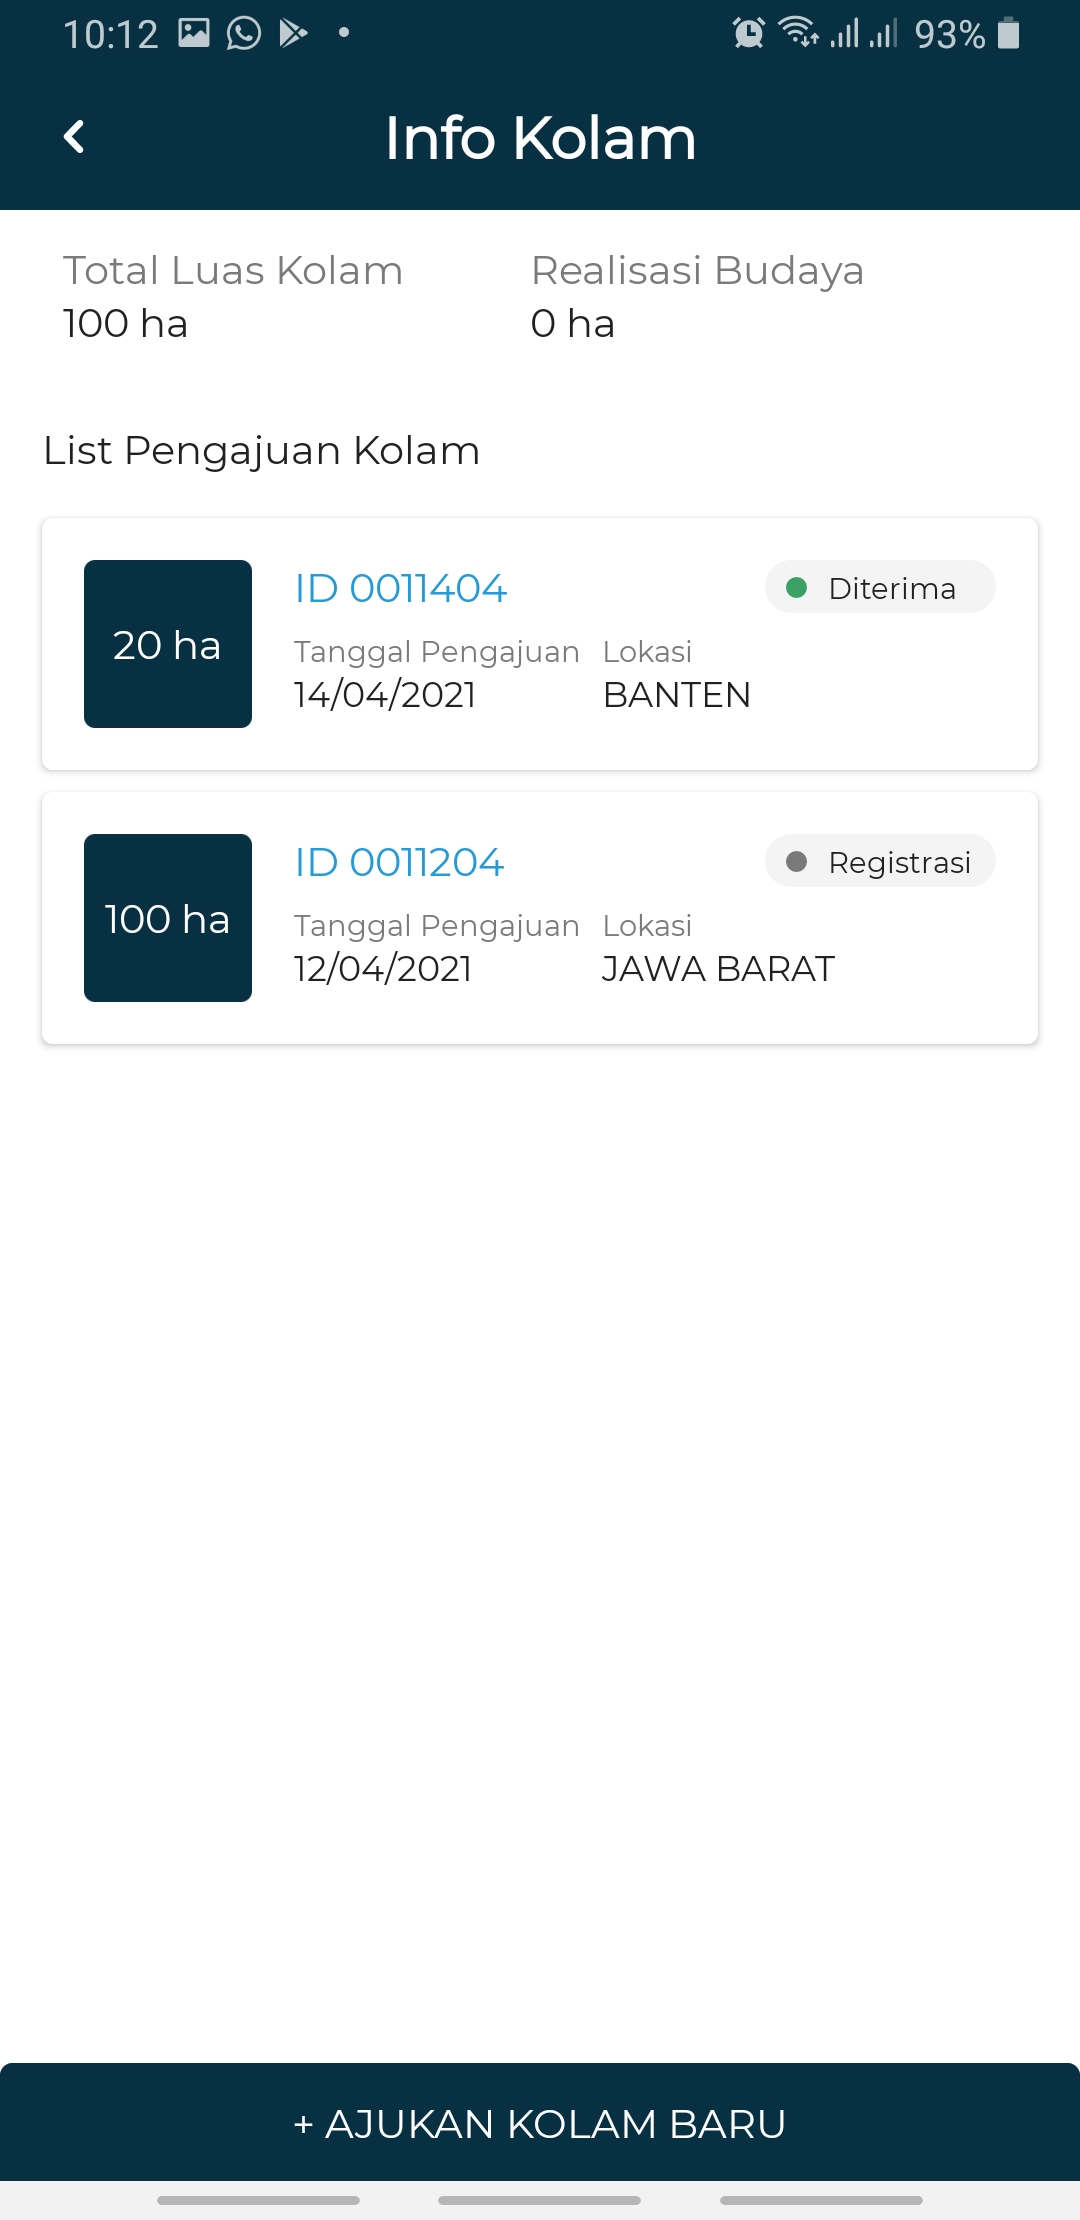 10:12 93%
Info Kolam
Total Luas Kolam Realisasi Budaya
100 ha 0 ha
List Pengajuan Kolam
20 ha
ID 0011404 Diterima
Tanggal Pengajuan Lokasi
14/04/2021 BANTEN
100 ha
ID 0011204 Registrasi
Tanggal Pengajuan Lokasi
12/04/2021 JAWA BARAT
+ AJUKAN KOLAM BARU